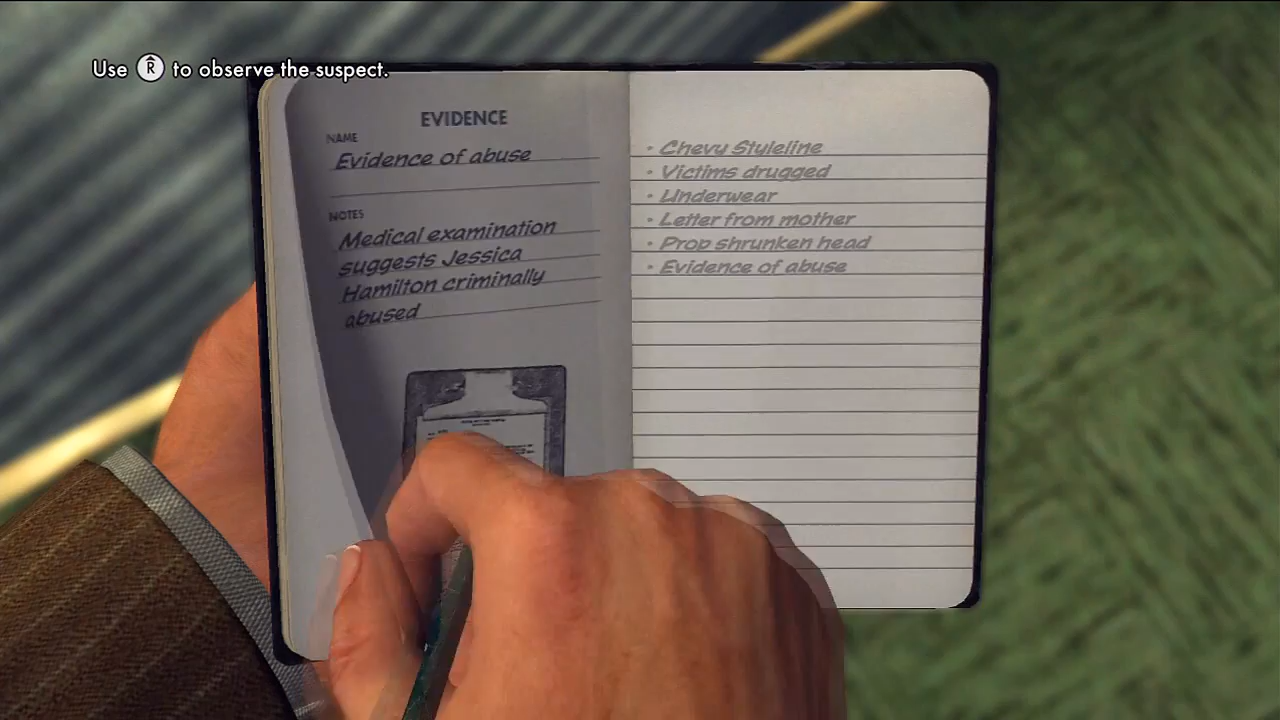 Use R to observe the suspect.
EVIDENCE
NAME
Evidence of abuse
NOTES
Medical examination
suggests Jessica
Hamilton criminally
abused
· Chevy Styleline
· Victims drugged
· Underwear
· Letter from mother
· Prop shrunken head
· Evidence of abuse